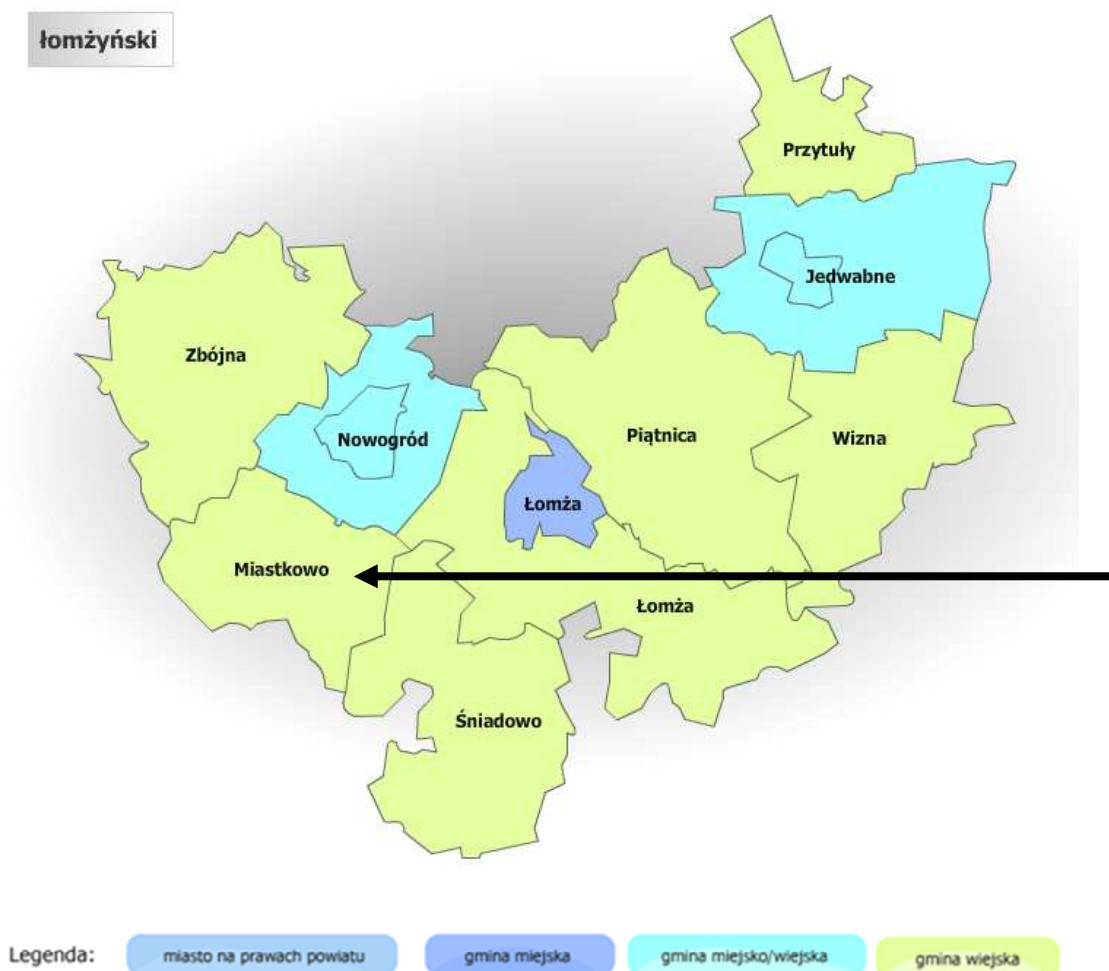 łomżyński
Przytuły
Jedwabne
Zbójna
Nowogród
Piątnica
Wizna
Łomża
Miastkowo
Łomża
Śniadowo
Legenda:
miasto na prawach powiatu
gmina miejska
gmina miejsko/wiejska
gmina wiejska